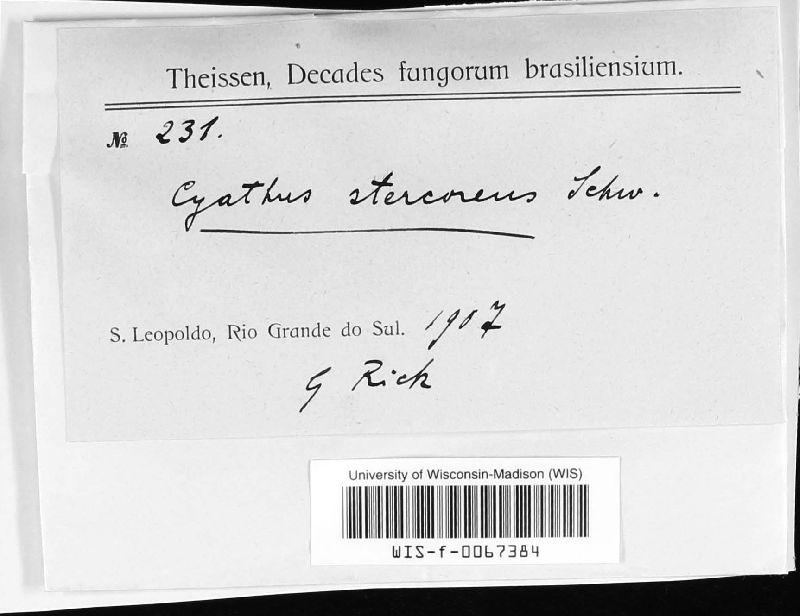 Theissen, Decades fungorum brasiliensium.
№ 231.
Cyathus stercoreus Schw.
S. Leopoldo, Rio Grande do Sul. 1907
G Rick
University of Wisconsin-Madison (WIS)
WIS-f-0067384